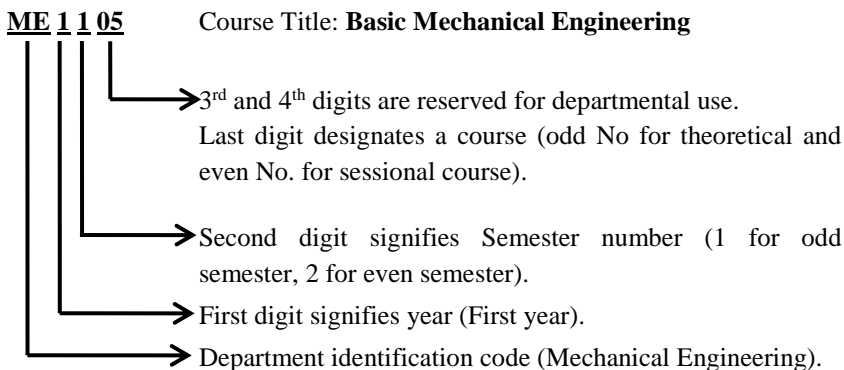 ME 1 1 05 Course Title: Basic Mechanical Engineering
3rd and 4th digits are reserved for departmental use.
Last digit designates a course (odd No for theoretical and
even No. for sessional course).
Second digit signifies Semester number (1 for odd
semester, 2 for even semester).
First digit signifies year (First year).
Department identification code (Mechanical Engineering).